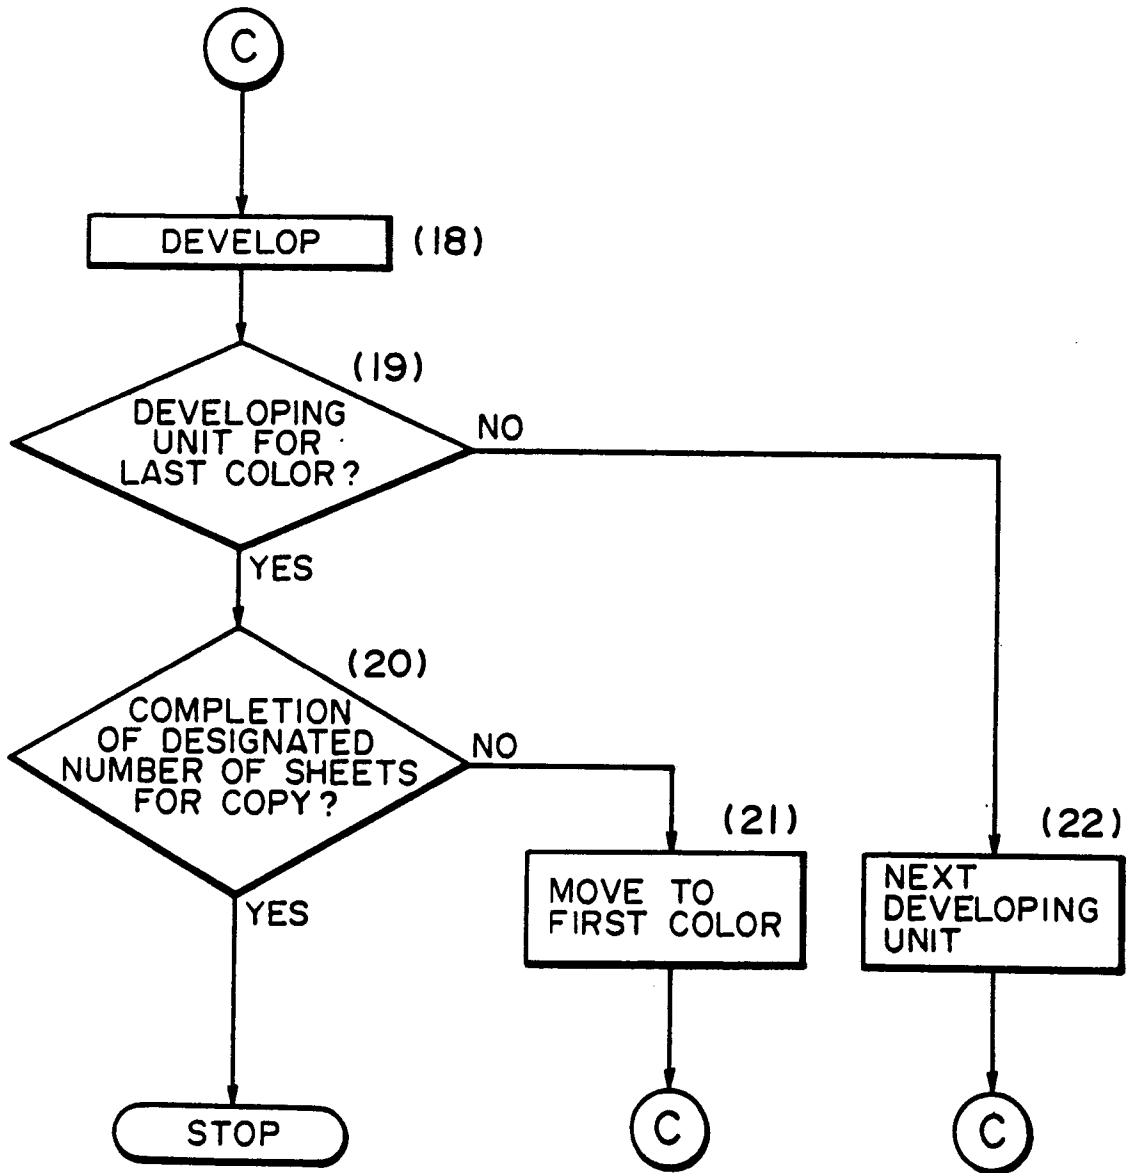 C
DEVELOP
(18)
(19)
DEVELOPING
UNIT FOR
LAST COLOR?
NO
YES
(20)
COMPLETION
OF DESIGNATED
NUMBER OF SHEETS
FOR COPY?
NO
YES
(21)
MOVE TO
FIRST COLOR
(22)
NEXT
DEVELOPING
UNIT
STOP
C
C